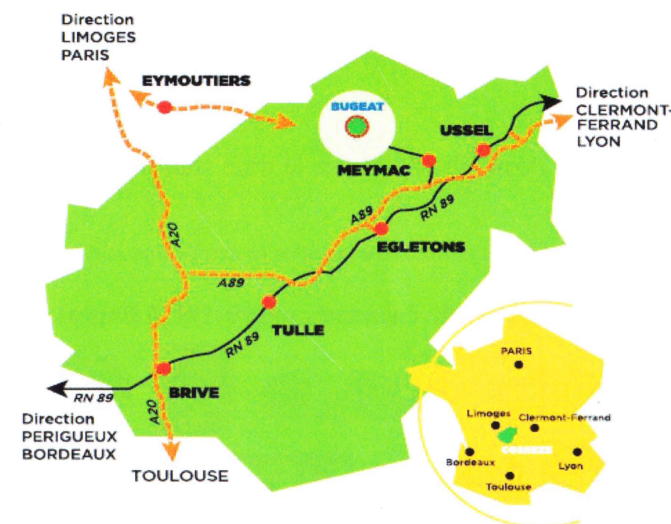 Direction
LIMOGES
PARIS
EYMOUTIERS
BUGEAT
USSEL
Direction
CLERMONT-
FERRAND
LYON
MEYMAC
A89
RN 89
A20
EGLETONS
A89
TULLE
RN 89
BRIVE
RN 89
A20
Direction
PERIGUEUX
BORDEAUX
TOULOUSE
PARIS
Limoges
Clermont-Ferrand
CORREZE
Bordeaux
Lyon
Toulouse